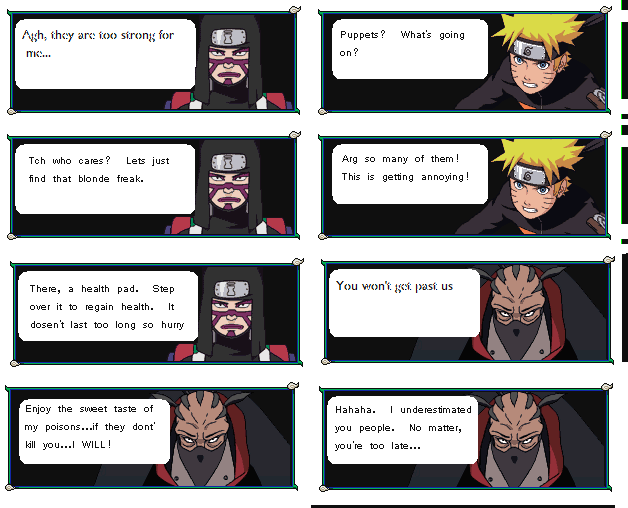 Agh, they are too strong for
me...
Puppets? What's going
on?
Tch who cares? Lets just
find that blonde freak.
Arg so many of them!
This is getting annoying!
There, a health pad. Step
over it to regain health. It
dosen't last too long so hurry
You won't get past us
Enjoy the sweet taste of
my poisons...if they dont'
kill you...I WILL!
Hahaha. I underestimated
you people. No matter,
you're too late...